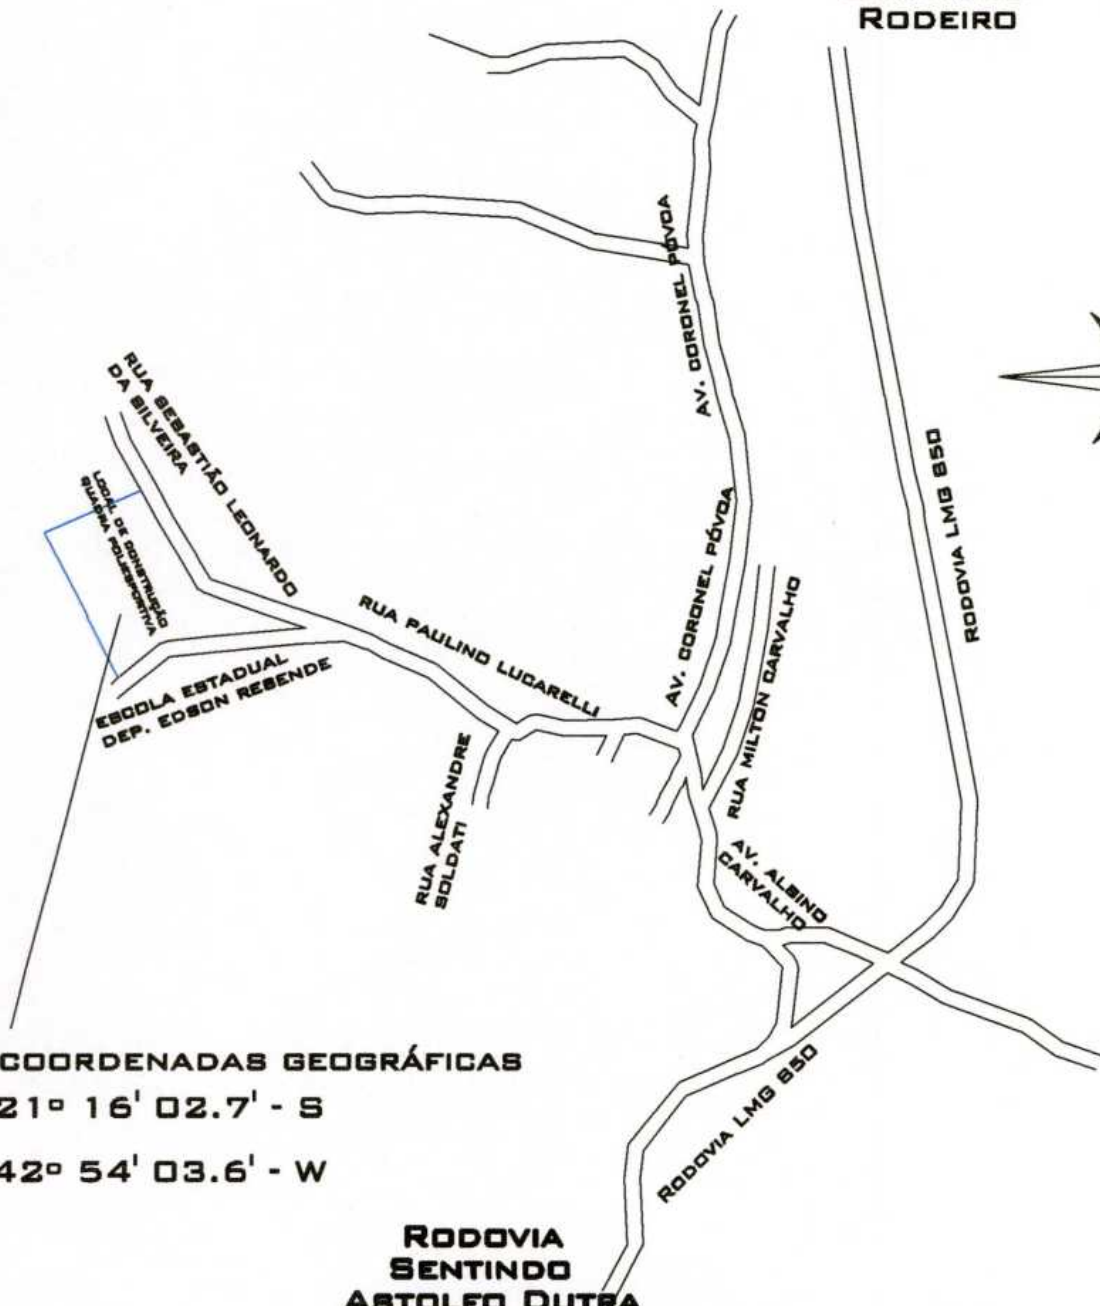 RODEIRO
AV. CORONEL PÓVOA
RUA SEBASTIÃO LEONARDO
DA SILVEIRA
LOCAL DE CONSTRUÇÃO
QUADRA POLIESPORTIVA
RODOVIA LMG 850
AV. CORONEL PÓVOA
RUA PAULINO LUCARELLI
RUA MILTON CARVALHO
ESCOLA ESTADUAL
DEP. EDSON RESENDE
RUA ALEXANDRE
SOLDATI
AV. ALBINO
CARVALHO
COORDENADAS GEOGRÁFICAS
21º 16' 02.7' - S
42º 54' 03.6' - W
RODOVIA LMG 850
RODOVIA
SENTINDO
ASTOLFO DUTRA